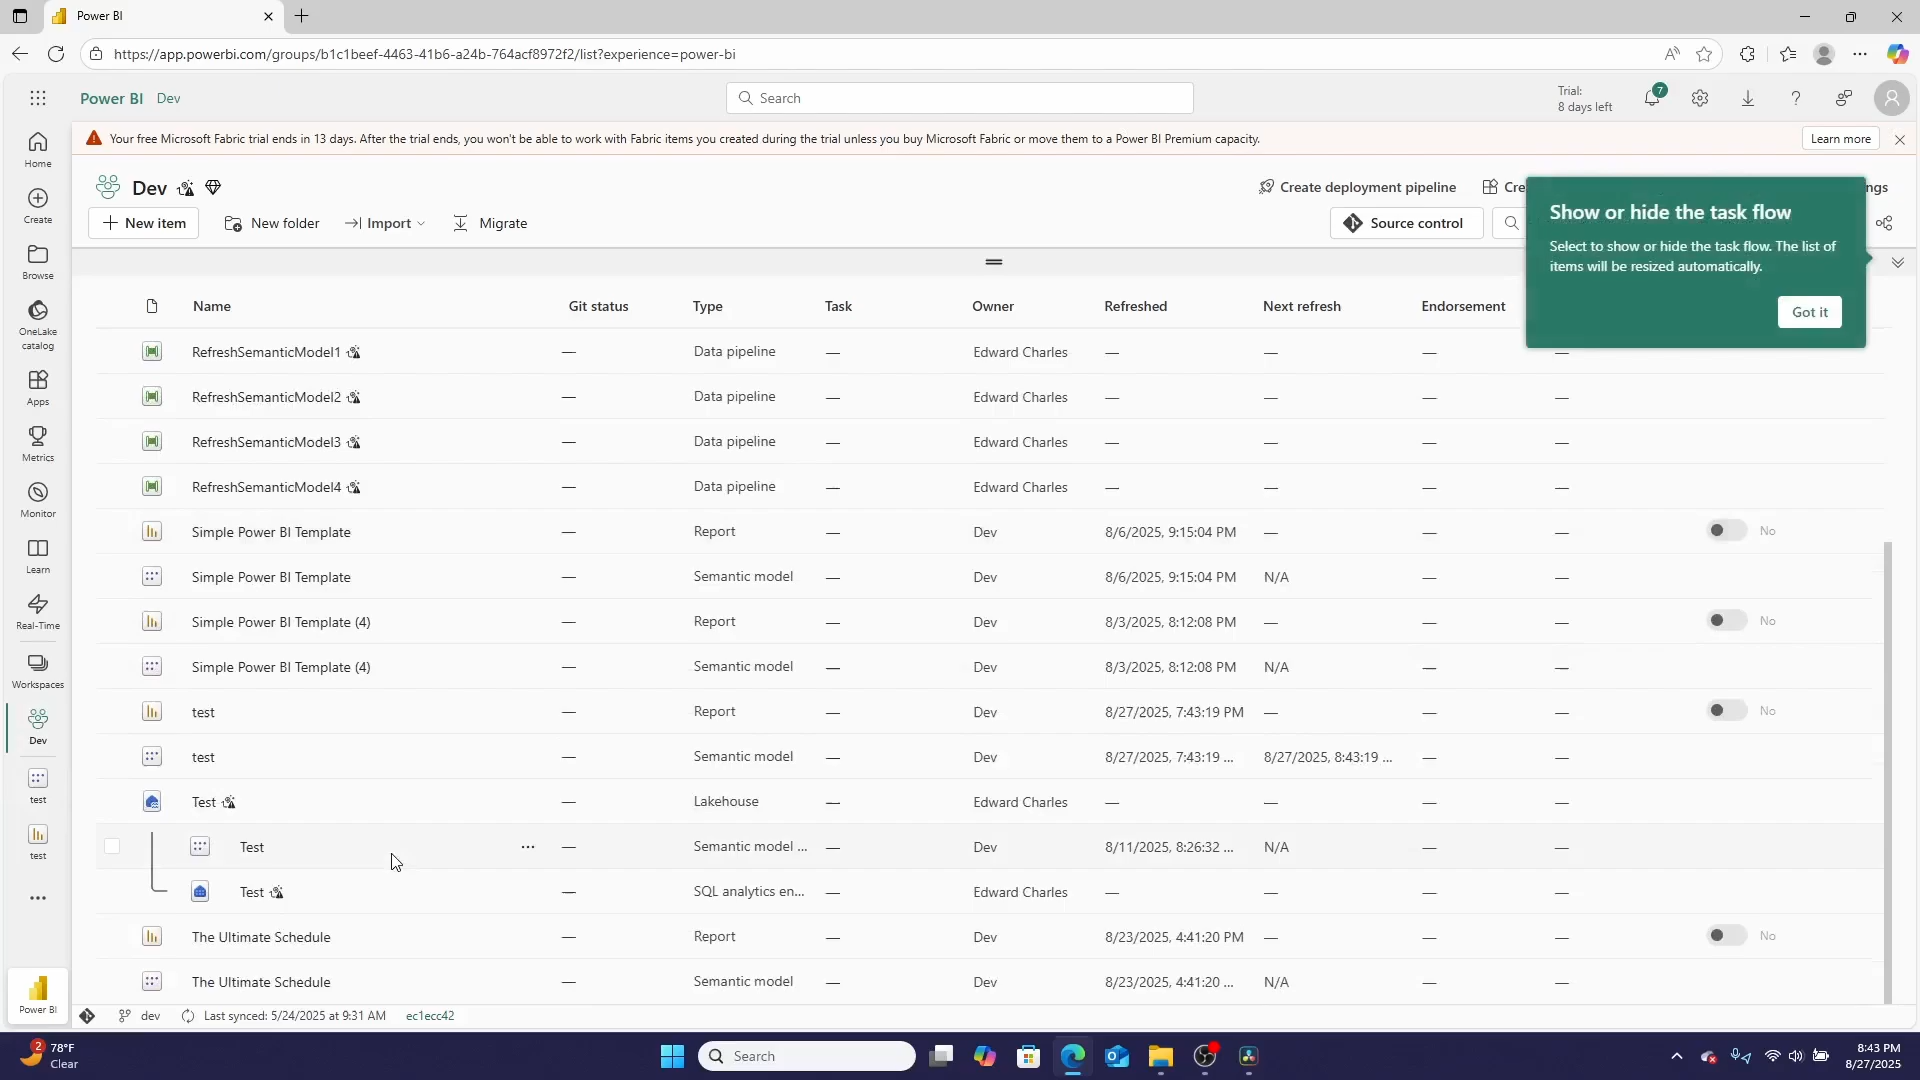 Power BI
https://app.powerbi.com/groups/b1c1beef-4463-41b6-a24b-764acf8972f2/list?experience=power-bi
Power BI Dev
Search
Trial:
8 days left
7
Your free Microsoft Fabric trial ends in 13 days. After the trial ends, you won't be able to work with Fabric items you created during the trial unless you buy Microsoft Fabric or move them to a Power BI Premium capacity.
Learn more
Home
Create
Browse
OneLake
catalog
Apps
Metrics
Monitor
Learn
Real-Time
Workspaces
Dev
test
test
Power BI
Dev
Create deployment pipeline
Cre
ngs
New item
New folder
Import
Migrate
Source control
Show or hide the task flow
Select to show or hide the task flow. The list of
items will be resized automatically.
Got it
Name Git status Type Task Owner Refreshed Next refresh Endorsement
RefreshSemanticModel1 — Data pipeline — Edward Charles — — — —
RefreshSemanticModel2 — Data pipeline — Edward Charles — — — —
RefreshSemanticModel3 — Data pipeline — Edward Charles — — — —
RefreshSemanticModel4 — Data pipeline — Edward Charles — — — —
Simple Power BI Template — Report — Dev 8/6/2025, 9:15:04 PM — — — No
Simple Power BI Template — Semantic model — Dev 8/6/2025, 9:15:04 PM N/A — —
Simple Power BI Template (4) — Report — Dev 8/3/2025, 8:12:08 PM — — — No
Simple Power BI Template (4) — Semantic model — Dev 8/3/2025, 8:12:08 PM N/A — —
test — Report — Dev 8/27/2025, 7:43:19 PM — — — No
test — Semantic model — Dev 8/27/2025, 7:43:19 ... 8/27/2025, 8:43:19 ... — —
Test — Lakehouse — Edward Charles — — — —
Test ... — Semantic model ... — Dev 8/11/2025, 8:26:32 ... N/A — —
Test — SQL analytics en... — Edward Charles — — — —
The Ultimate Schedule — Report — Dev 8/23/2025, 4:41:20 PM — — — No
The Ultimate Schedule — Semantic model — Dev 8/23/2025, 4:41:20 ... N/A — —
dev Last synced: 5/24/2025 at 9:31 AM ec1ecc42
2
78°F
Clear
Search
8:43 PM
8/27/2025